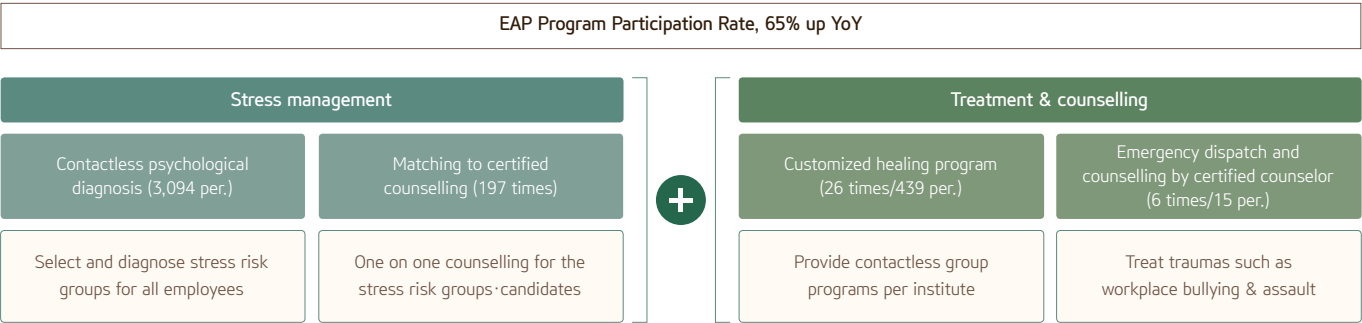 EAP Program Participation Rate, 65% up YoY
Stress management
Contactless psychological
diagnosis (3,094 per.)
Matching to certified
counselling (197 times)
Select and diagnose stress risk
groups for all employees
One on one counselling for the
stress risk groups·candidates
+
Treatment & counselling
Customized healing program
(26 times/439 per.)
Emergency dispatch and
counselling by certified counselor
(6 times/15 per.)
Provide contactless group
programs per institute
Treat traumas such as
workplace bullying & assault